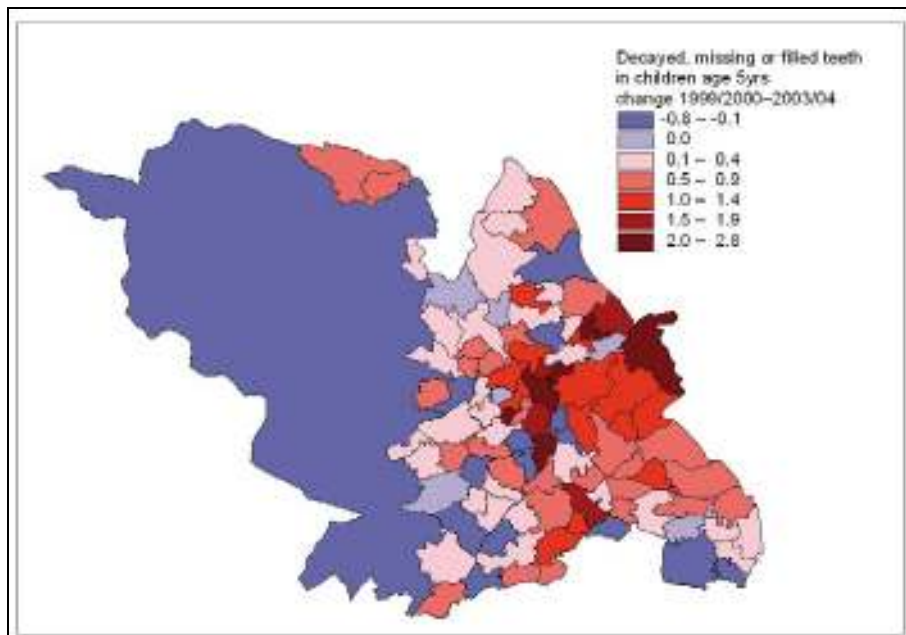 Decayed, missing or filled teeth
in children age 5yrs
change 1999/2000–2003/04
-0.8 – -0.1
0.0
0.1 – 0.4
0.5 – 0.9
1.0 – 1.4
1.5 – 1.9
2.0 – 2.8